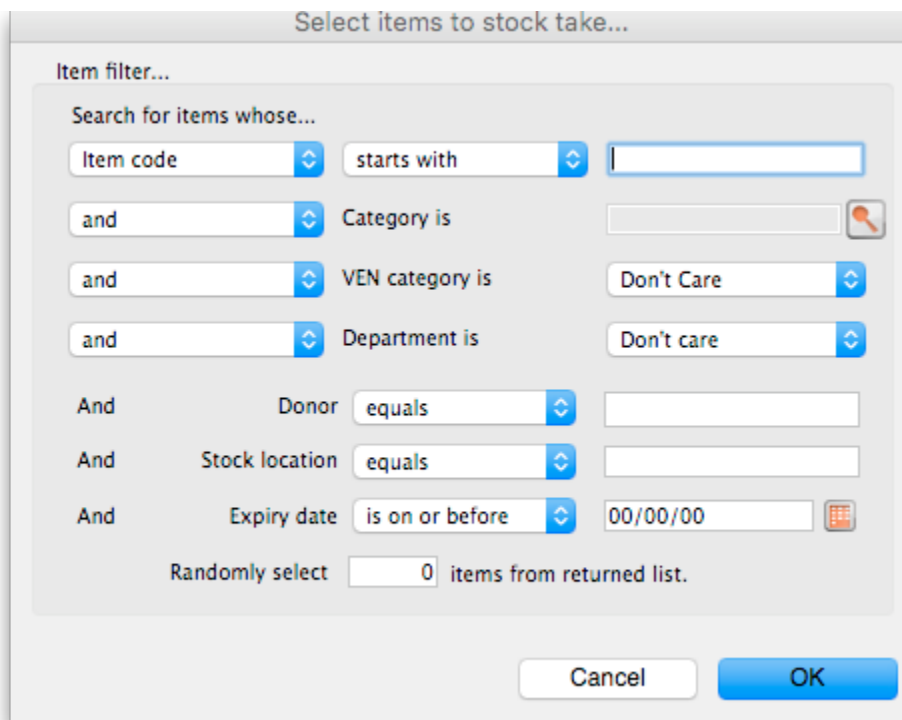 Select items to stock take...
Item filter...
Search for items whose...
Item code starts with
and Category is
and VEN category is Don't Care
and Department is Don't care
And Donor equals
And Stock location equals
And Expiry date is on or before 00/00/00
Randomly select 0 items from returned list.
Cancel OK